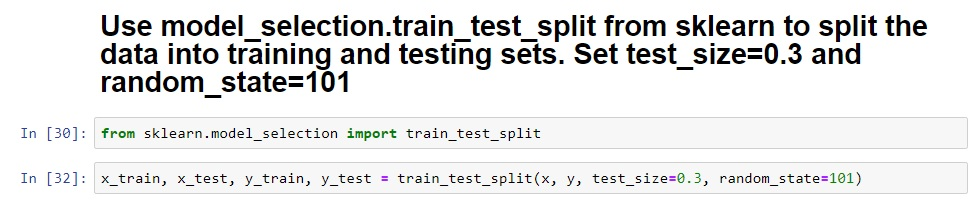 Use model_selection.train_test_split from sklearn to split the
data into training and testing sets. Set test_size=0.3 and
random_state=101
In [30]: from sklearn.model_selection import train_test_split
In [32]: x_train, x_test, y_train, y_test = train_test_split(x, y, test_size=0.3, random_state=101)